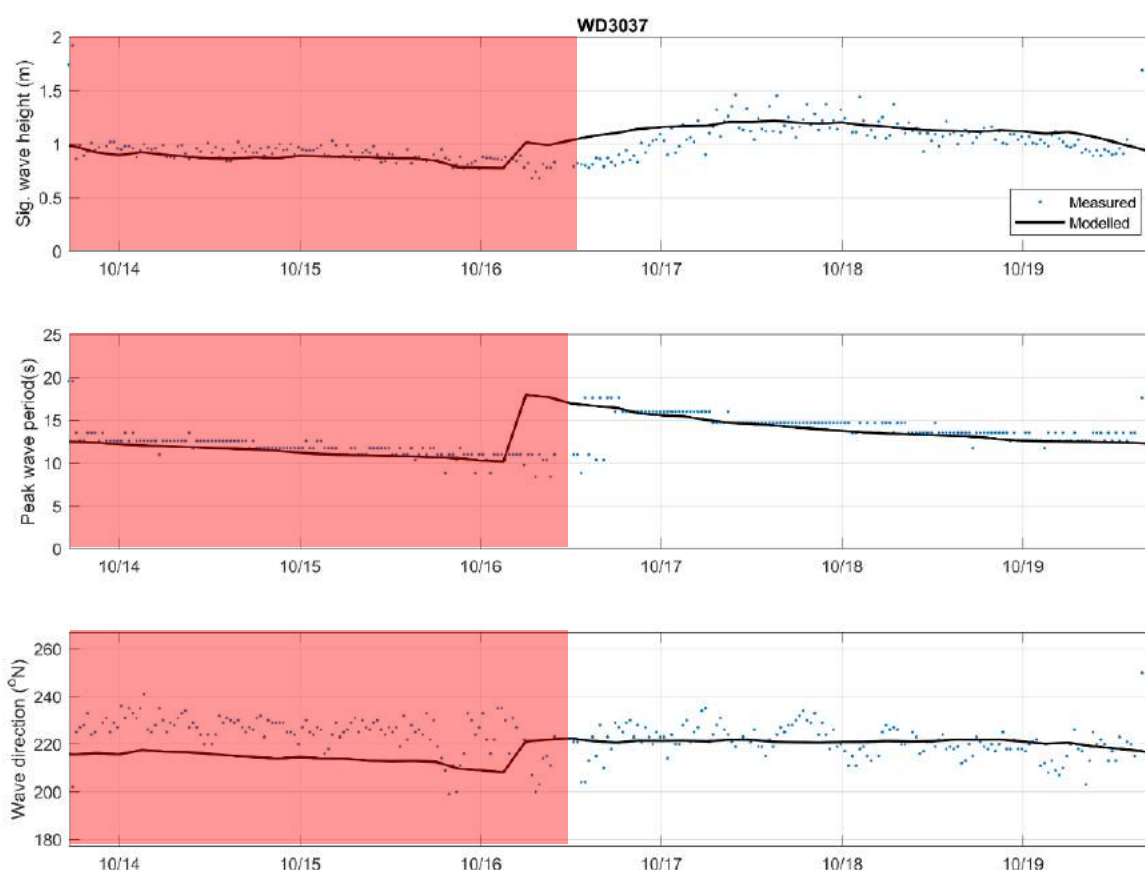 WD3037
Sig. wave height (m)
2
1.5
1
0.5
0
10/14 10/15 10/16 10/17 10/18 10/19
Measured
Modelled
Peak wave period(s)
25
20
15
10
5
0
10/14 10/15 10/16 10/17 10/18 10/19
Wave direction (°N)
260
240
220
200
180
10/14 10/15 10/16 10/17 10/18 10/19